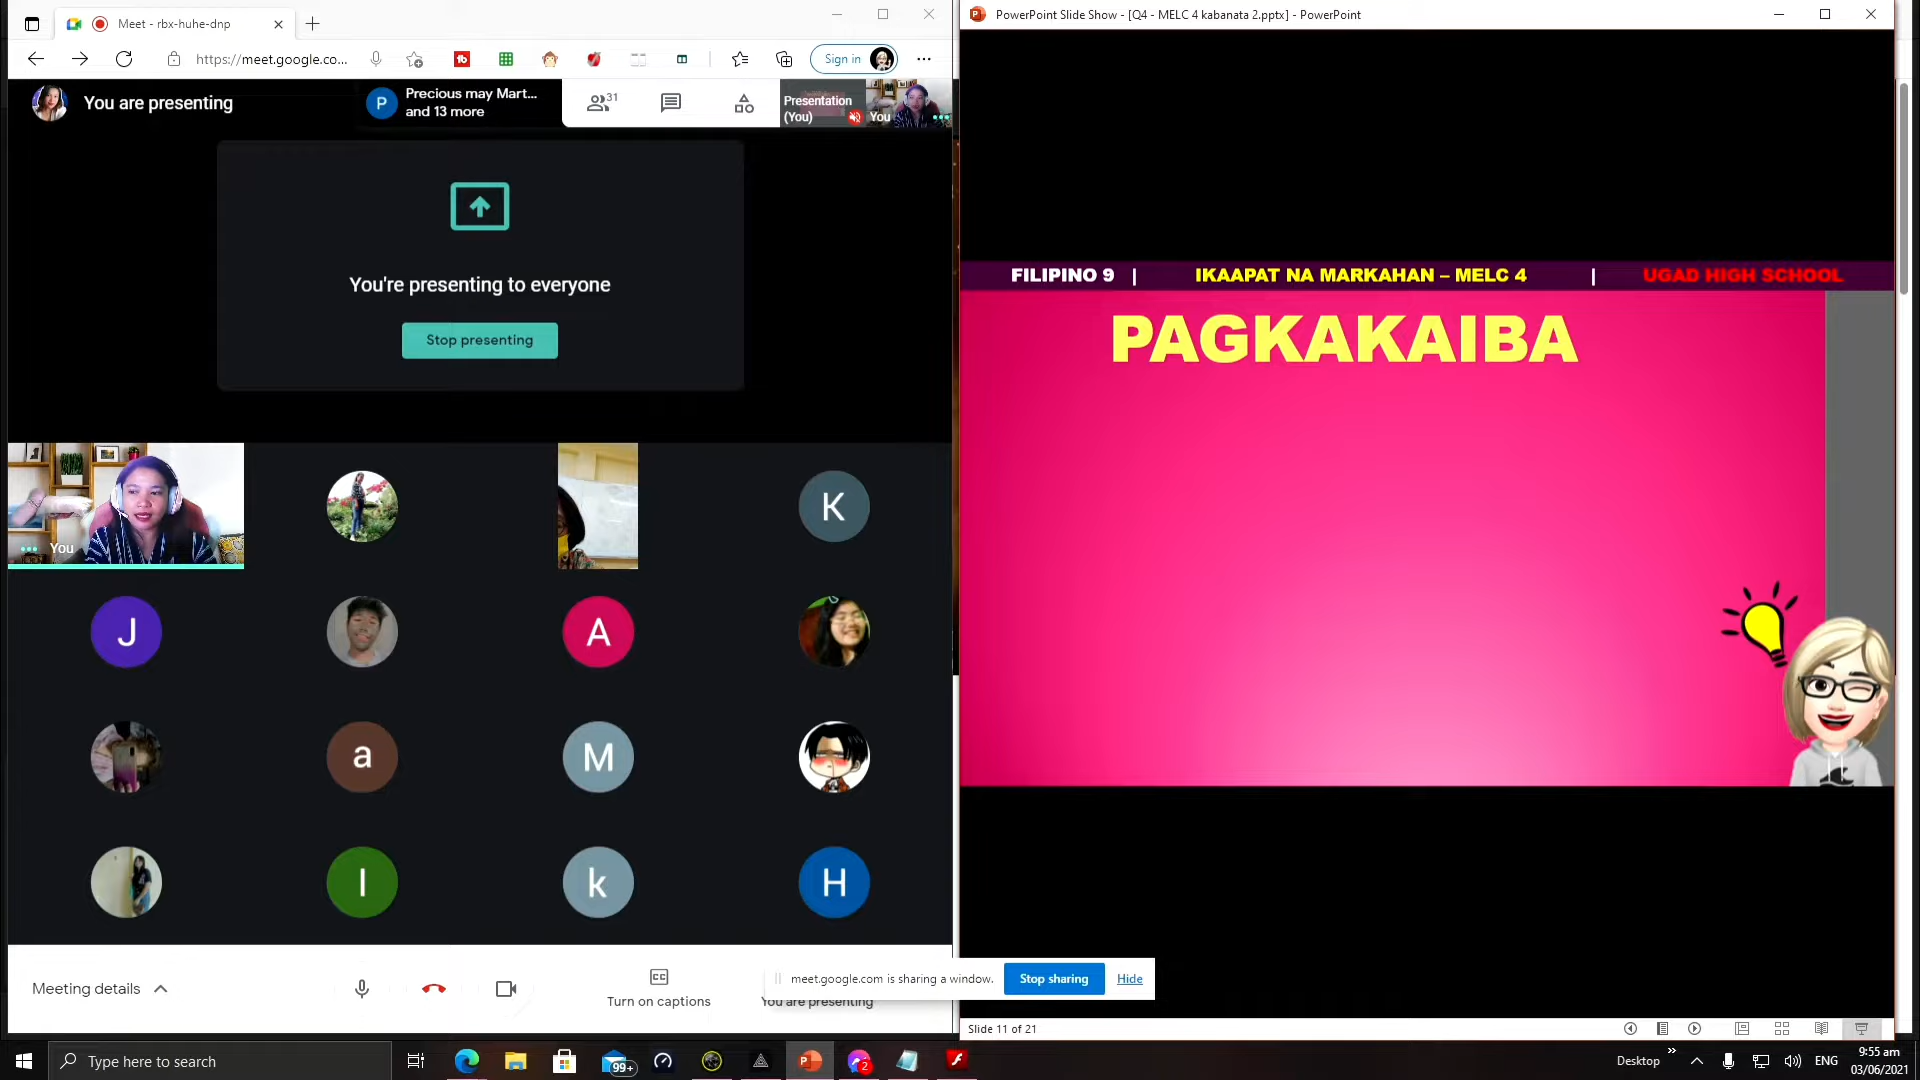 Meet - rbx-huhe-dnp
https://meet.google.co...
Sign in
You are presenting
P
Precious may Mart...
and 13 more
31
Presentation
(You)
You
You're presenting to everyone
Stop presenting
You
K
J
A
a
M
l
k
H
Meeting details
Turn on captions
You are presenting
meet.google.com is sharing a window.
Stop sharing
Hide
PowerPoint Slide Show - [Q4 - MELC 4 kabanata 2.pptx] - PowerPoint
FILIPINO 9 | IKAAPAT NA MARKAHAN – MELC 4 | UGAD HIGH SCHOOL
PAGKAKAIBA
Slide 11 of 21
Type here to search
99+
2
Desktop
ENG
9:55 am
03/06/2021